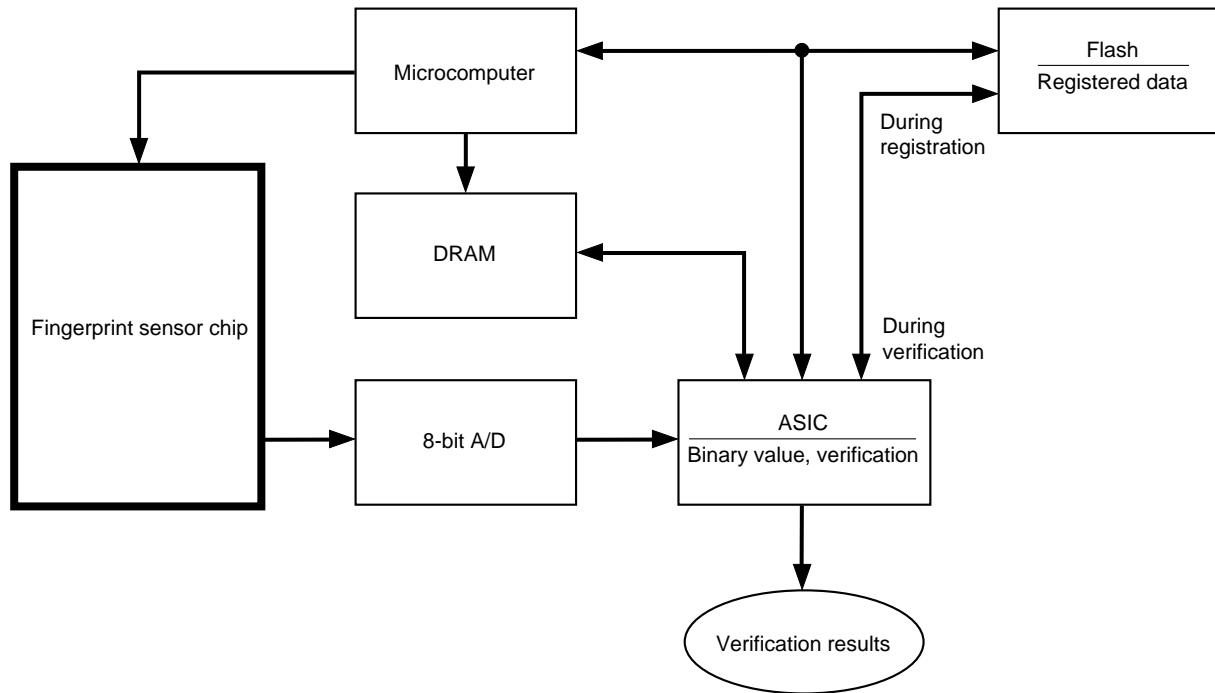 Microcomputer
Flash
Registered data
During
registration
DRAM
Fingerprint sensor chip
During
verification
8-bit A/D
ASIC
Binary value, verification
Verification results